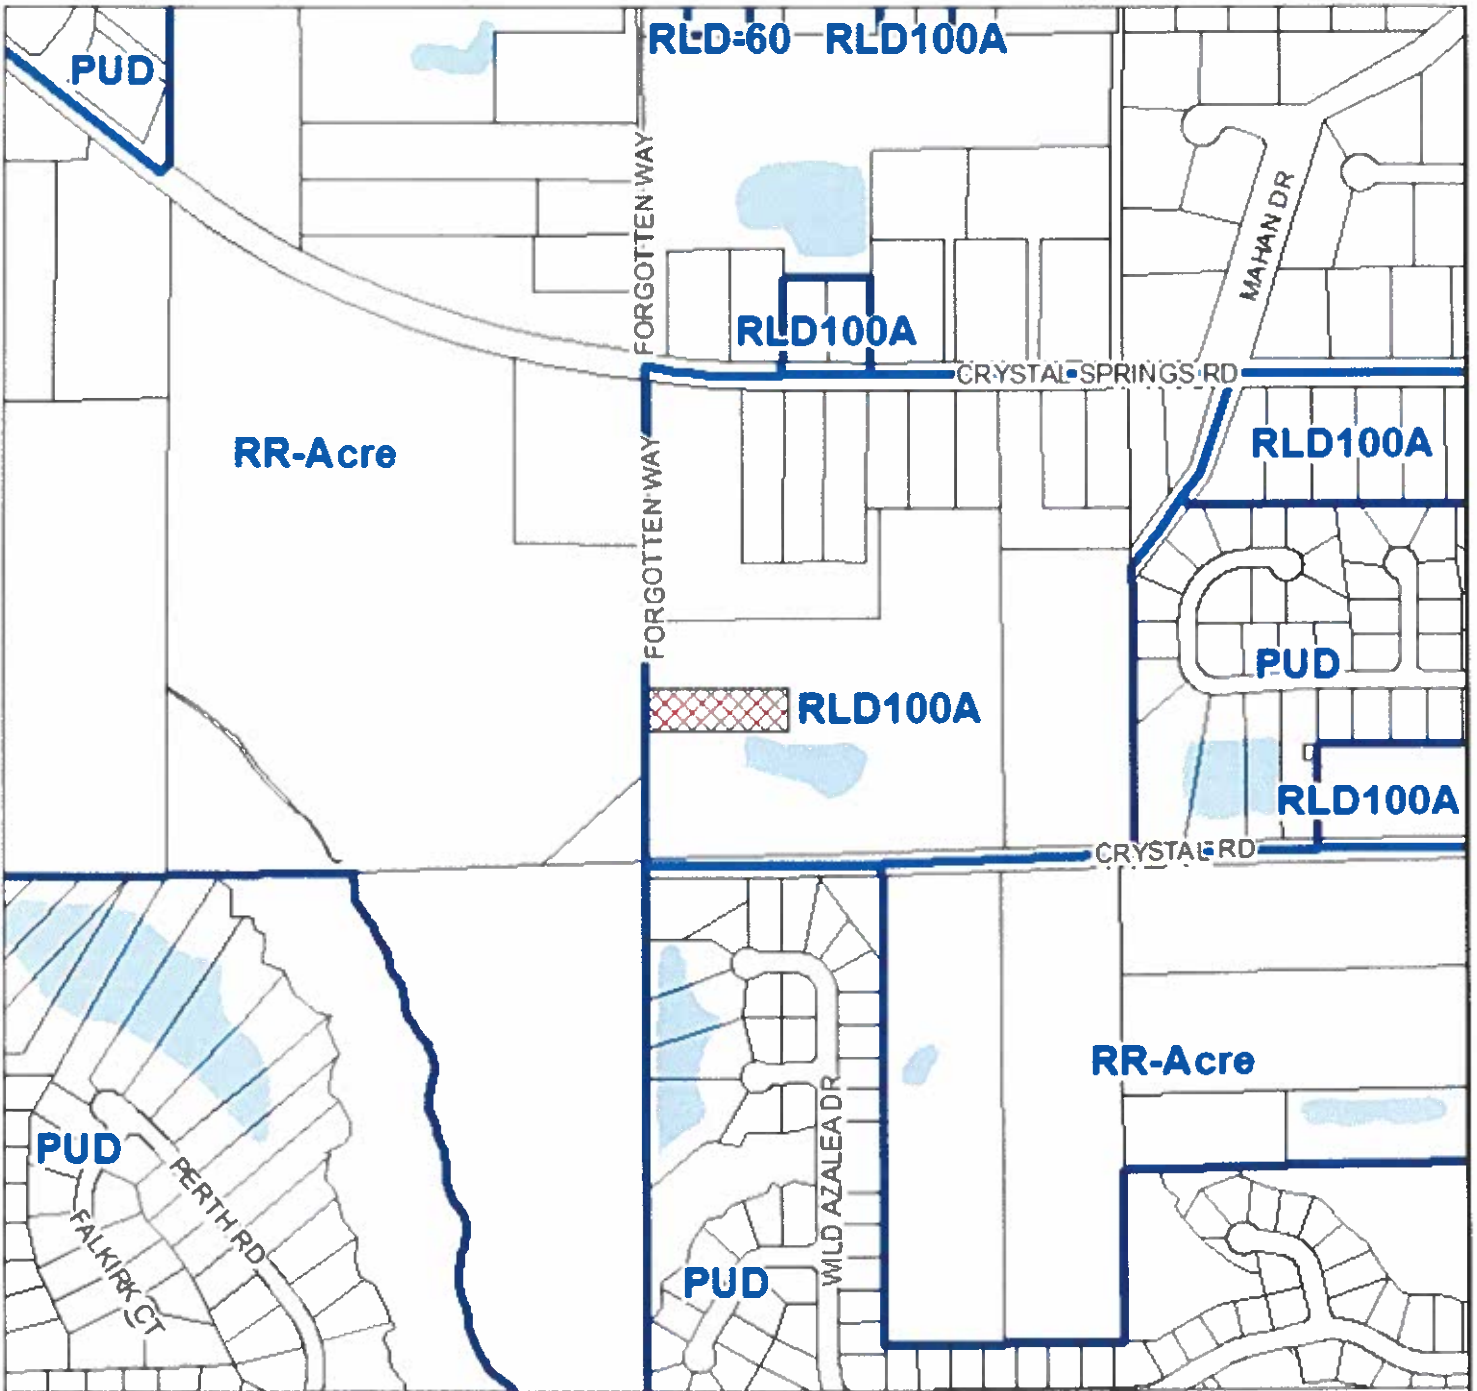 RLD-60
RLD100A
PUD
FORGOTTEN WAY
MAHAN DR
RLD100A
CRYSTAL SPRINGS RD
RR-Acre
FORGOTTEN WAY
RLD100A
PUD
RLD100A
RLD100A
CRYSTAL RD
RR-Acre
PUD
PERTH RD
FALKIRK CT
WILD AZALEA DR
PUD